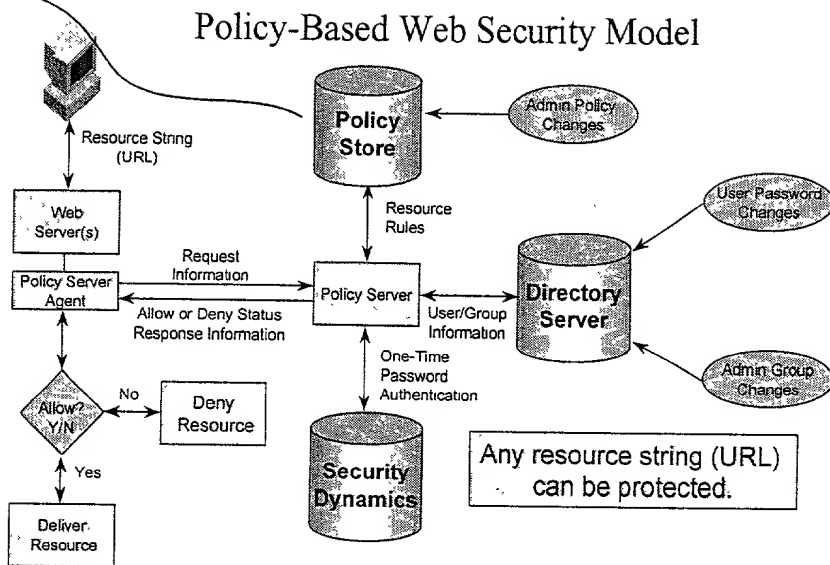 Policy-Based Web Security Model
Resource String
(URL)
Policy
Store
Admin Policy
Changes
Web
Server(s)
Resource
Rules
User Password
Changes
Request
Information
Policy Server
Agent
Policy Server
Directory
Server
Allow or Deny Status
Response Information
User/Group
Information
One-Time
Password
Authentication
Admin Group
Changes
Allow?
Y/N
No
Deny
Resource
Yes
Security
Dynamics
Any resource string (URL)
can be protected.
Deliver
Resource